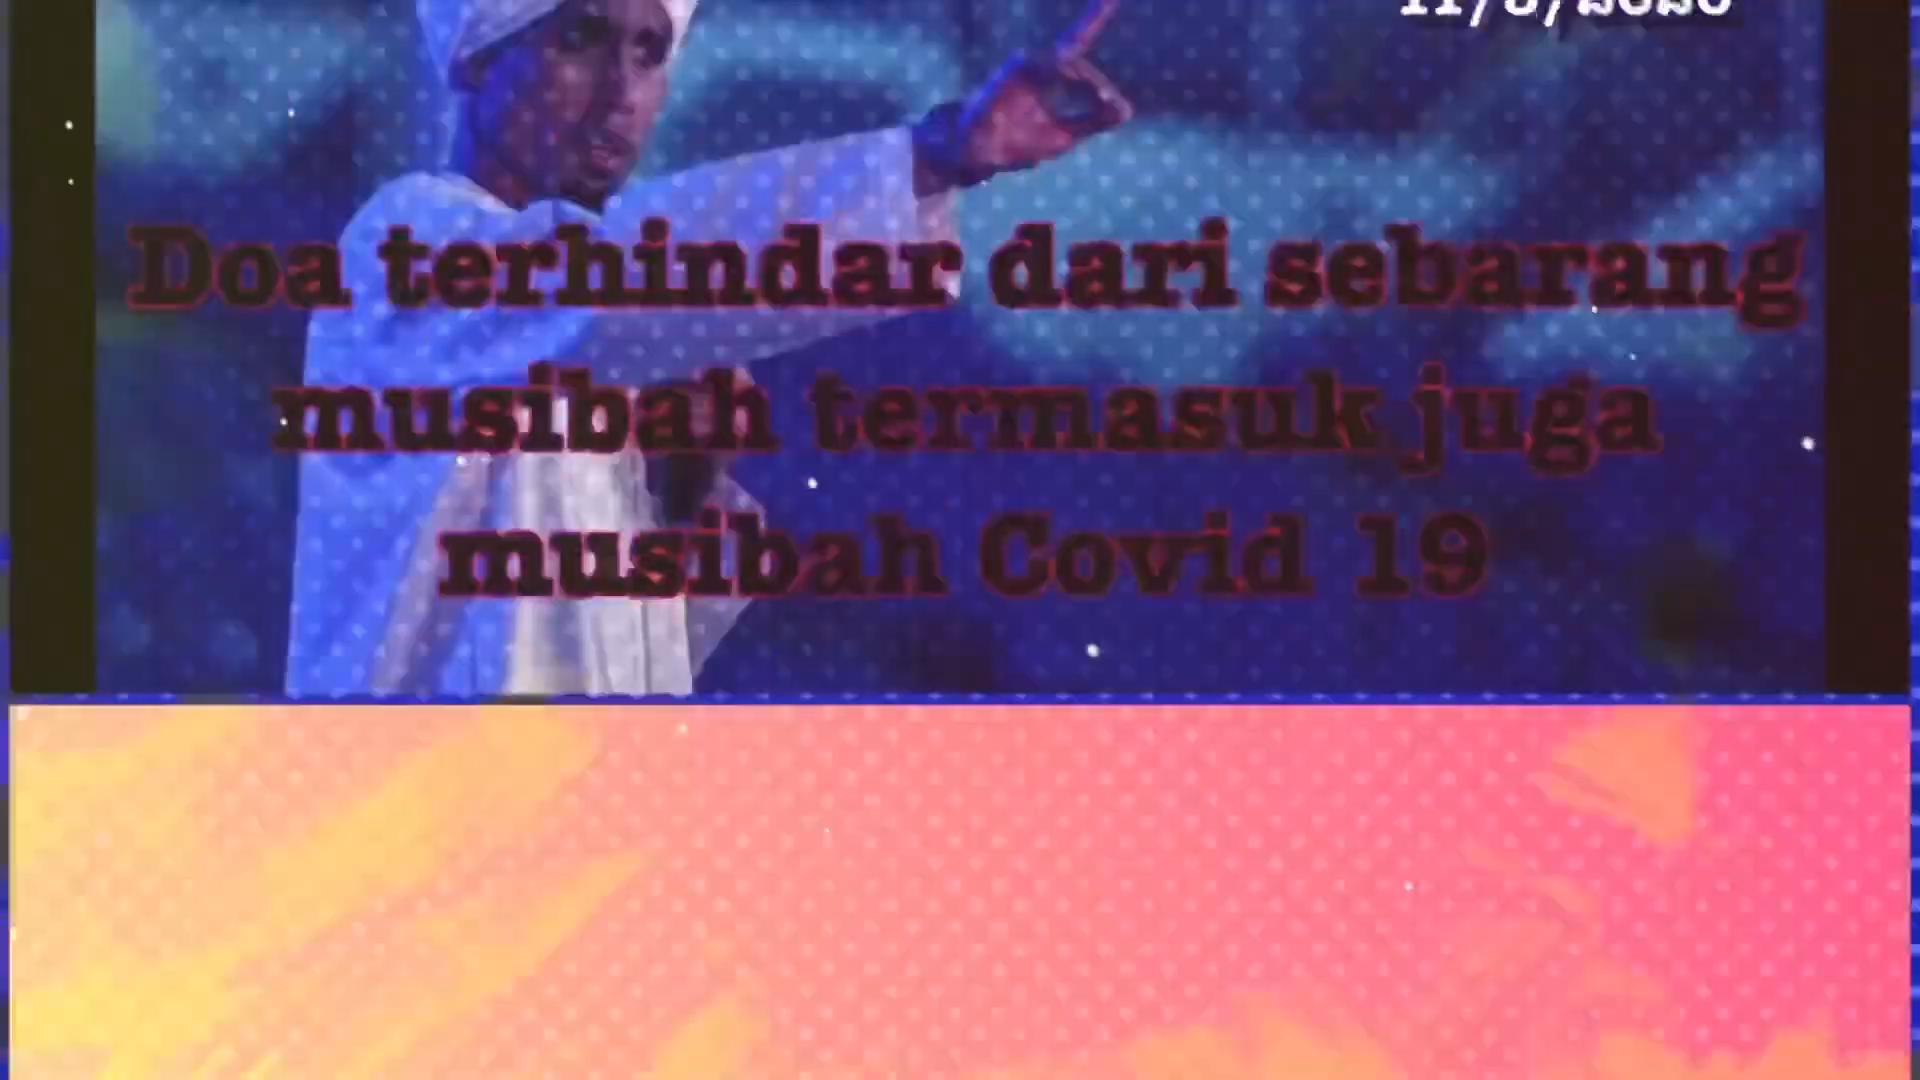 Doa terhindar dari sebarang
musibah termasuk juga
musibah Covid 19